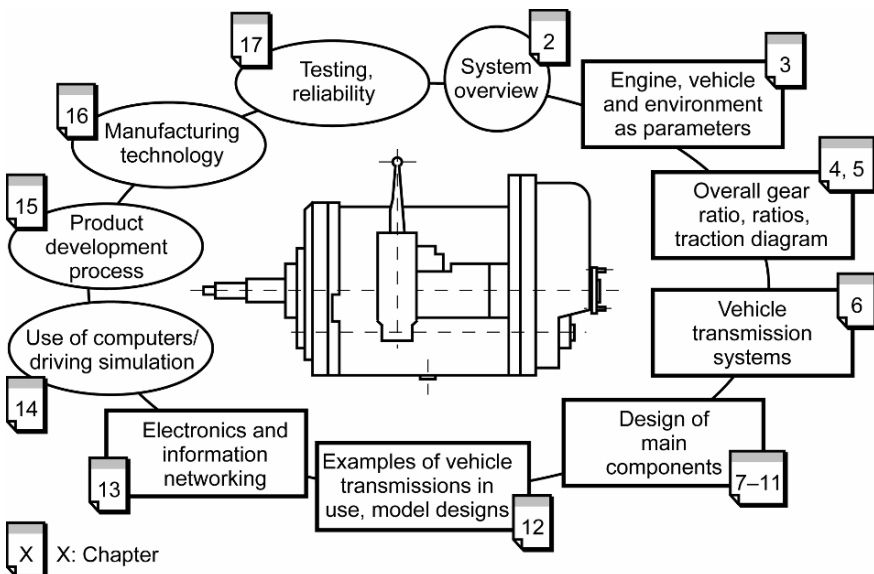 2
System
overview
3
Engine, vehicle
and environment
as parameters
4, 5
Overall gear
ratio, ratios,
traction diagram
6
Vehicle
transmission
systems
Design of
main
components
7–11
Examples of vehicle
transmissions in
use, model designs
12
Electronics and
information
networking
13
Use of computers/
driving simulation
14
15
Product
development
process
16
Manufacturing
technology
17
Testing,
reliability
X
X: Chapter